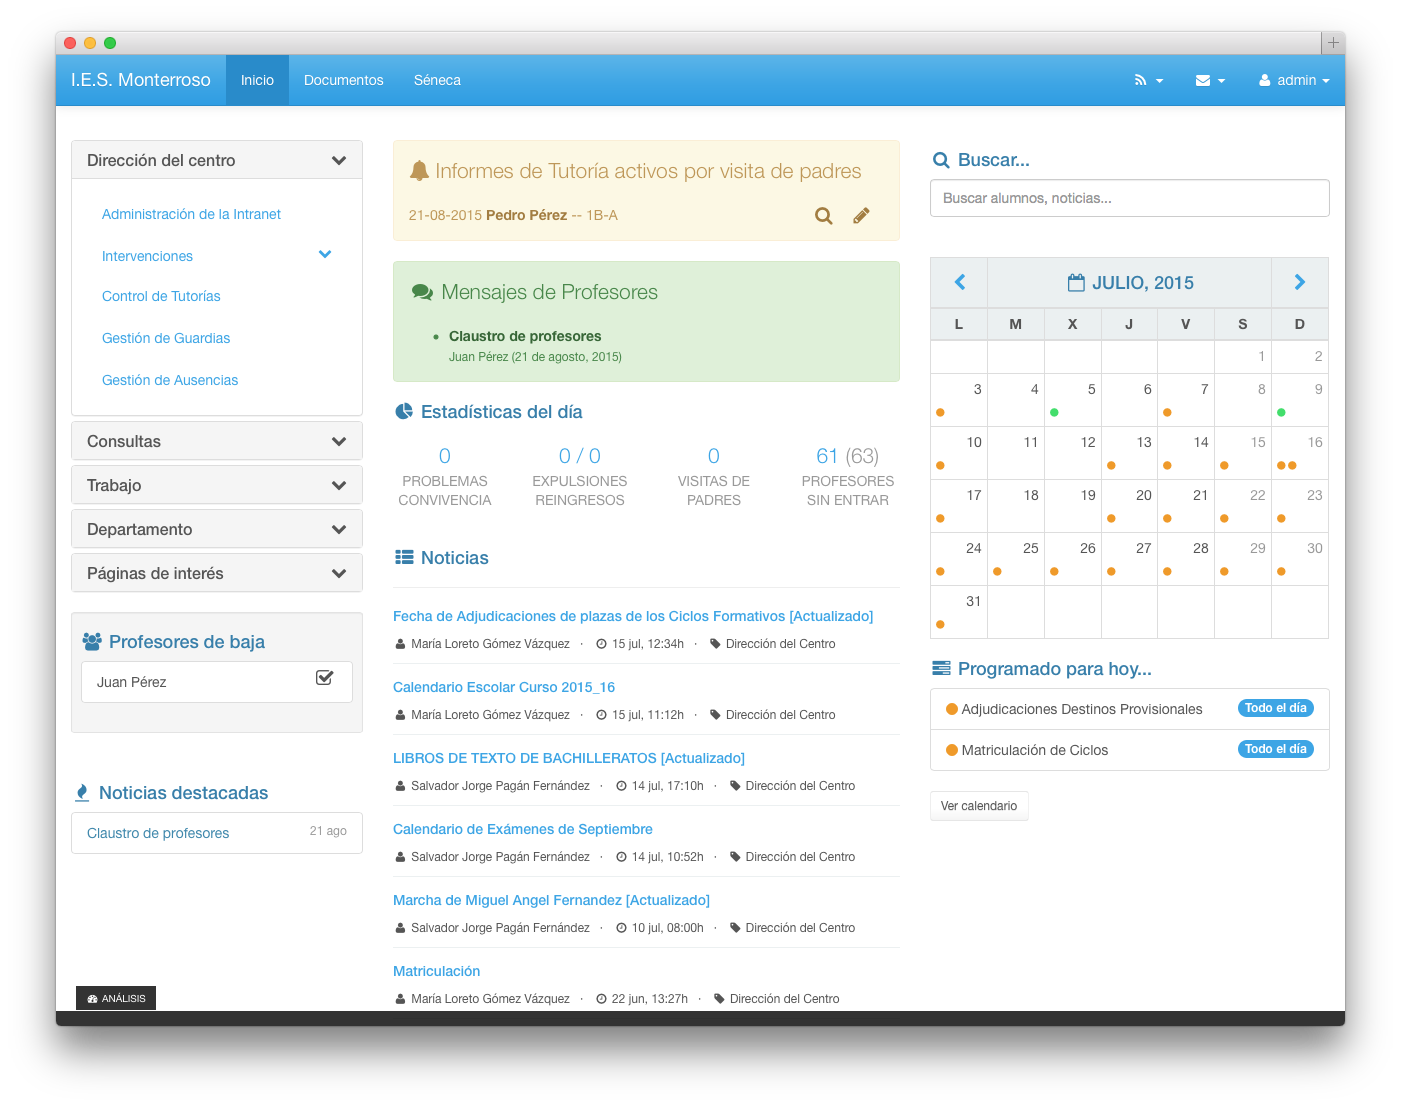 I.E.S. Monterroso
Inicio
Documentos
Séneca
admin
Dirección del centro
Administración de la Intranet
Intervenciones
Control de Tutorías
Gestión de Guardias
Gestión de Ausencias
Consultas
Trabajo
Departamento
Páginas de interés
Profesores de baja
Juan Pérez
Noticias destacadas
Claustro de profesores 21 ago
ANÁLISIS
Informes de Tutoría activos por visita de padres
21-08-2015 Pedro Pérez -- 1B-A
Mensajes de Profesores
Claustro de profesores
Juan Pérez (21 de agosto, 2015)
Estadísticas del día
0
PROBLEMAS
CONVIVENCIA
0 / 0
EXPULSIONES
REINGRESOS
0
VISITAS DE
PADRES
61 (63)
PROFESORES
SIN ENTRAR
Noticias
Fecha de Adjudicaciones de plazas de los Ciclos Formativos [Actualizado]
María Loreto Gómez Vázquez · 15 jul, 12:34h · Dirección del Centro
Calendario Escolar Curso 2015_16
María Loreto Gómez Vázquez · 15 jul, 11:12h · Dirección del Centro
LIBROS DE TEXTO DE BACHILLERATOS [Actualizado]
Salvador Jorge Pagán Fernández · 14 jul, 17:10h · Dirección del Centro
Calendario de Exámenes de Septiembre
Salvador Jorge Pagán Fernández · 14 jul, 10:52h · Dirección del Centro
Marcha de Miguel Angel Fernandez [Actualizado]
Salvador Jorge Pagán Fernández · 10 jul, 08:00h · Dirección del Centro
Matriculación
María Loreto Gómez Vázquez · 22 jun, 13:27h · Dirección del Centro
Buscar...
Buscar alumnos, noticias...
JULIO, 2015
L M X J V S D
1 2
3 4 5 6 7 8 9
10 11 12 13 14 15 16
17 18 19 20 21 22 23
24 25 26 27 28 29 30
31
Programado para hoy...
Adjudicaciones Destinos Provisionales Todo el día
Matriculación de Ciclos Todo el día
Ver calendario